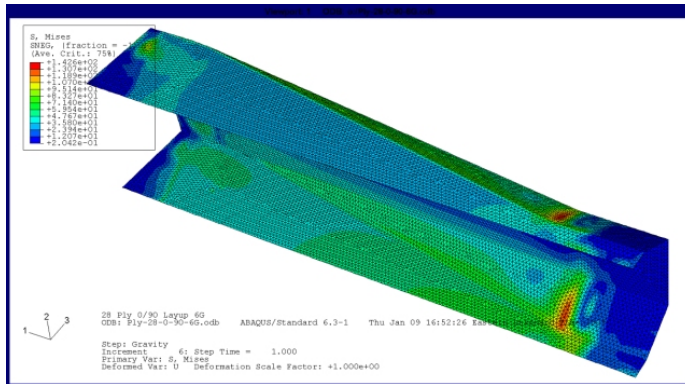 S, Mises
SNEG, (fraction = -1
(Ave. Crit.: 75%)
+1.426e+02
+1.307e+02
+1.189e+02
+1.070e+02
+9.514e+01
+8.327e+01
+7.140e+01
+5.954e+01
+4.767e+01
+3.580e+01
+2.394e+01
+1.207e+01
+2.042e-01
2
3
1
28 Ply 0/90 Layup 6G
ODB: Ply-28-0-90-6G.odb ABAQUS/Standard 6.3-1 Thu Jan 09 16:52:26 Eastern
Step: Gravity
Increment 6: Step Time = 1.000
Primary Var: S, Mises
Deformed Var: U Deformation Scale Factor: +1.000e+00